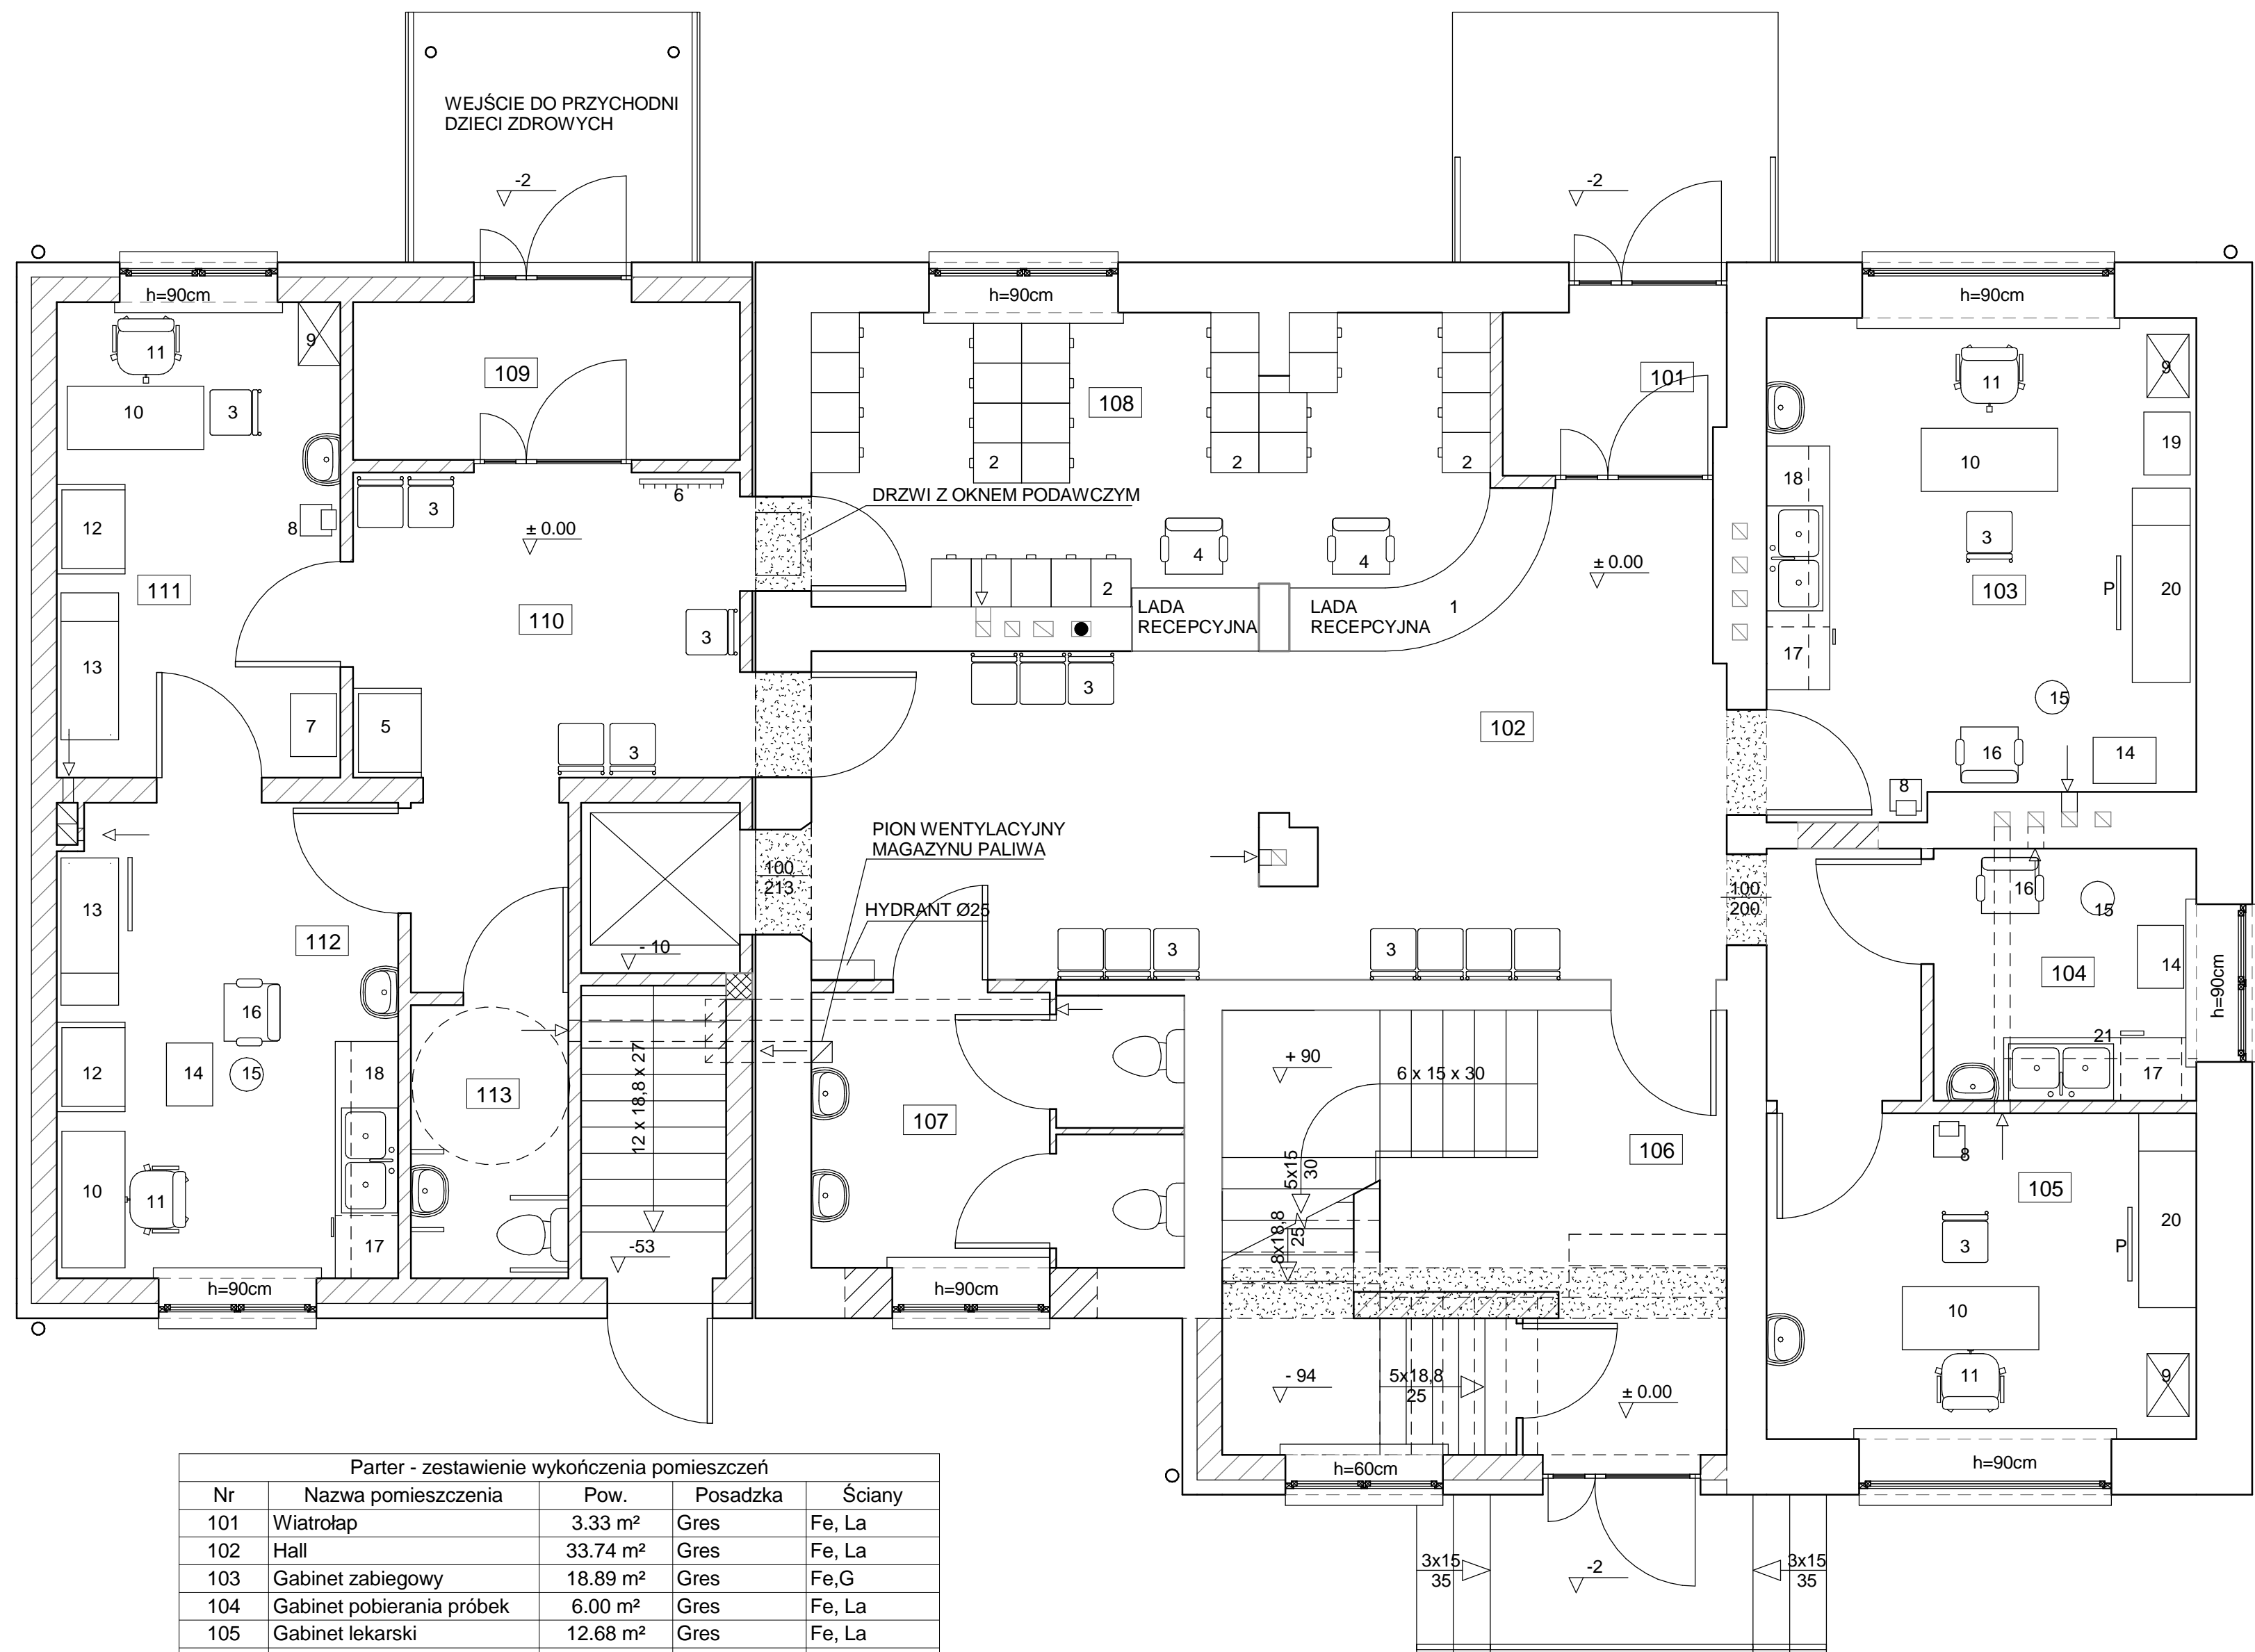 WEJŚCIE DO PRZYCHODNI
DZIECI ZDROWYCH
-2
-2
h=90cm
h=90cm
h=90cm
11
9
109
108
101
11
9
10
3
2
2
2
10
19
18
3
6
DRZWI Z OKNEM PODAWCZYM
12
8
± 0.00
4
4
± 0.00
3
111
110
2
LADA
RECEPCYJNA
LADA
RECEPCYJNA
1
103
P
20
13
3
17
7
5
3
3
102
15
16
14
8
PION WENTYLACYJNY
MAGAZYNU PALIWA
100
213
HYDRANT Ø25
13
112
- 10
3
3
100
200
16
15
104
14
h=90cm
16
12
14
15
18
113
12 x 18,8 x 27
107
+ 90
6 x 15 x 30
106
21
17
5x15
30
8
105
10
11
17
-53
8x18,8
25
3
P
20
h=90cm
h=90cm
10
- 94
5x18,8
25
± 0.00
11
9
h=60cm
h=90cm
3x15
35
-2
3x15
35
Parter - zestawienie wykończenia pomieszczeń
Nr Nazwa pomieszczenia Pow. Posadzka Ściany
101 Wiatrołap 3.33 m² Gres Fe, La
102 Hall 33.74 m² Gres Fe, La
103 Gabinet zabiegowy 18.89 m² Gres Fe,G
104 Gabinet pobierania próbek 6.00 m² Gres Fe, La
105 Gabinet lekarski 12.68 m² Gres Fe, La